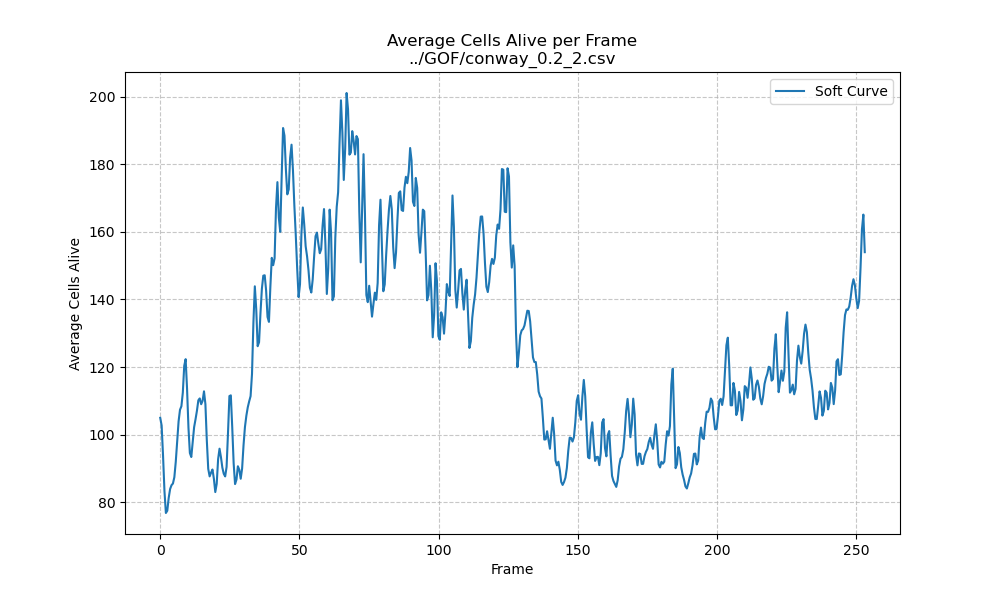 Average Cells Alive per Frame
../GOF/conway_0.2_2.csv
Soft Curve
Average Cells Alive
200
180
160
140
120
100
80
0 50 100 150 200 250
Frame